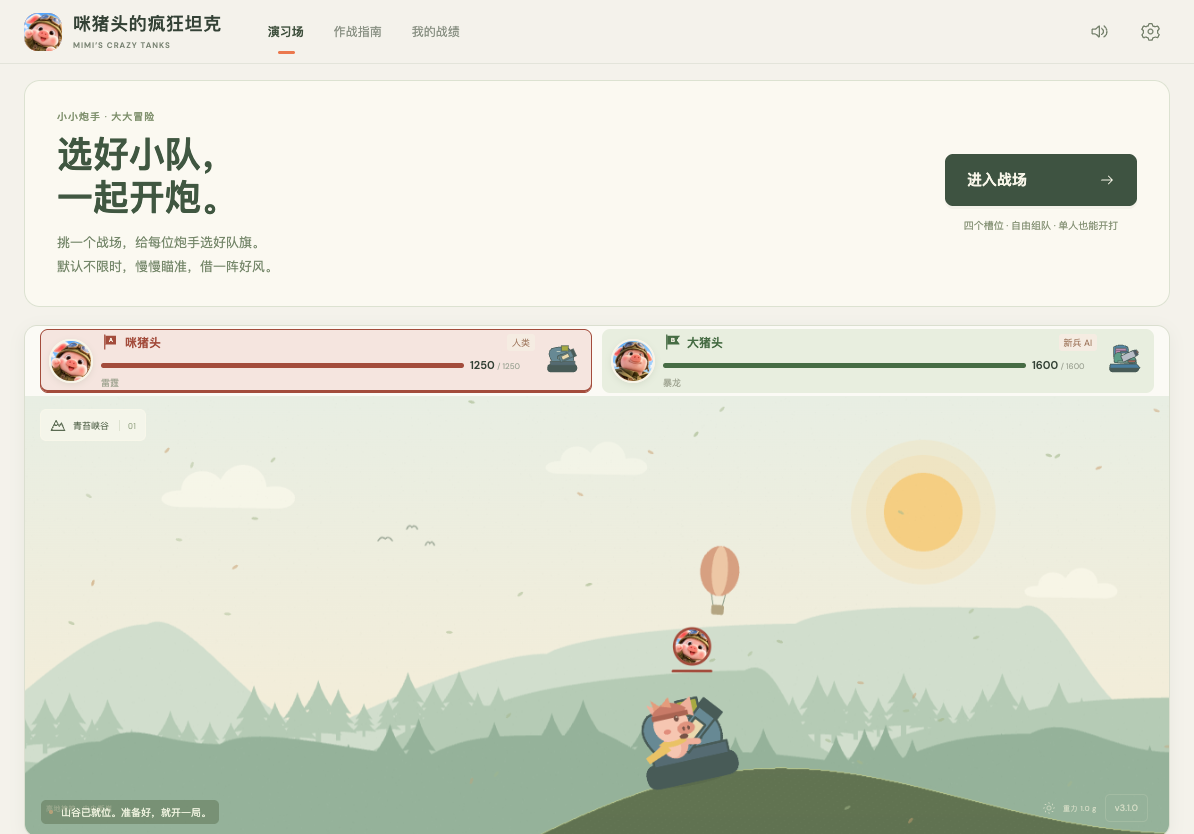 咪猪头的疯狂坦克
MIMI'S CRAZY TANKS
演习场 作战指南 我的战绩
小小炮手 · 大大冒险
选好小队，
一起开炮。
挑一个战场，给每位炮手选好队旗。
默认不限时，慢慢瞄准，借一阵好风。
进入战场
四个槽位 · 自由组队 · 单人也能开打
咪猪头 人类
1250 / 1250
雷霆
大猪头 新兵 AI
1600 / 1600
暴龙
青苔峡谷 01
山谷已就位。准备好，就开一局。
重力 1.0 g v3.1.0